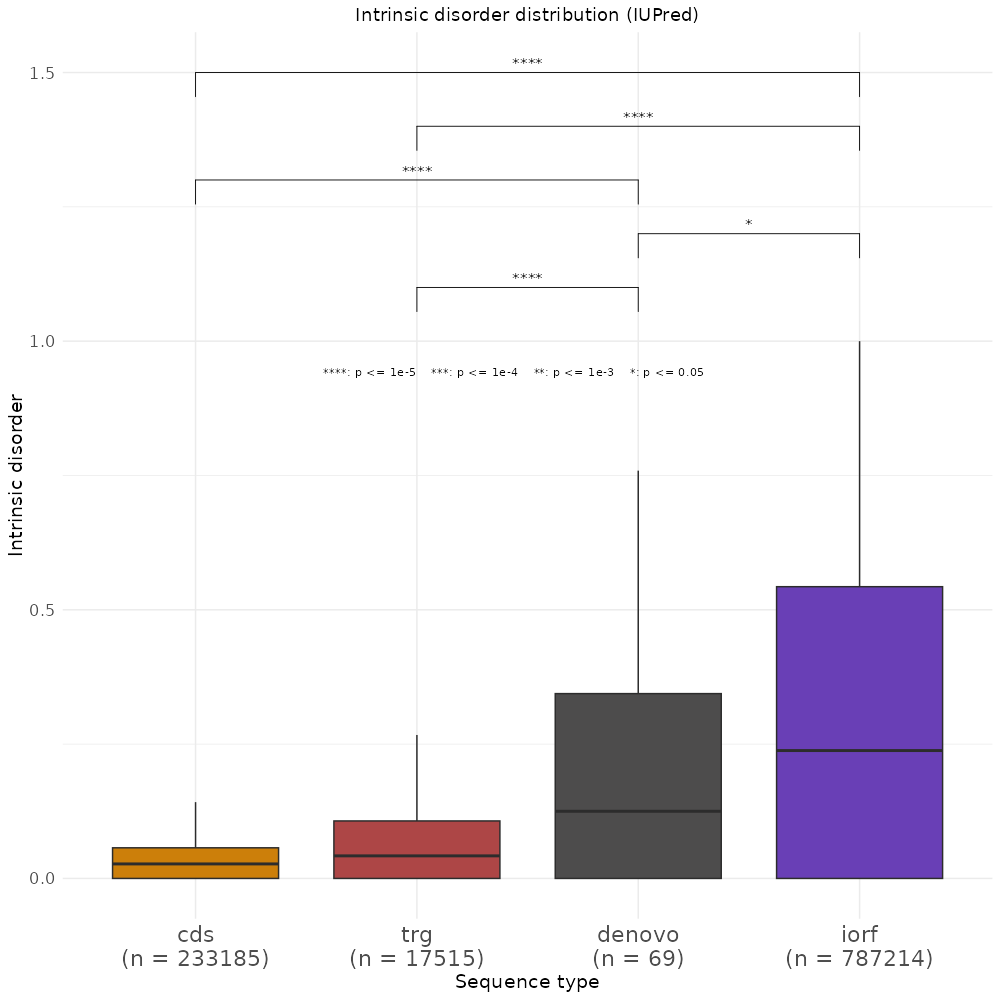 Intrinsic disorder distribution (IUPred)
1.5
****
****
****
*
****
1.0
****: p <= 1e-5 ***: p <= 1e-4 **: p <= 1e-3 *: p <= 0.05
Intrinsic disorder
0.5
0.0
cds trg denovo iorf
(n = 233185) (n = 17515) (n = 69) (n = 787214)
Sequence type